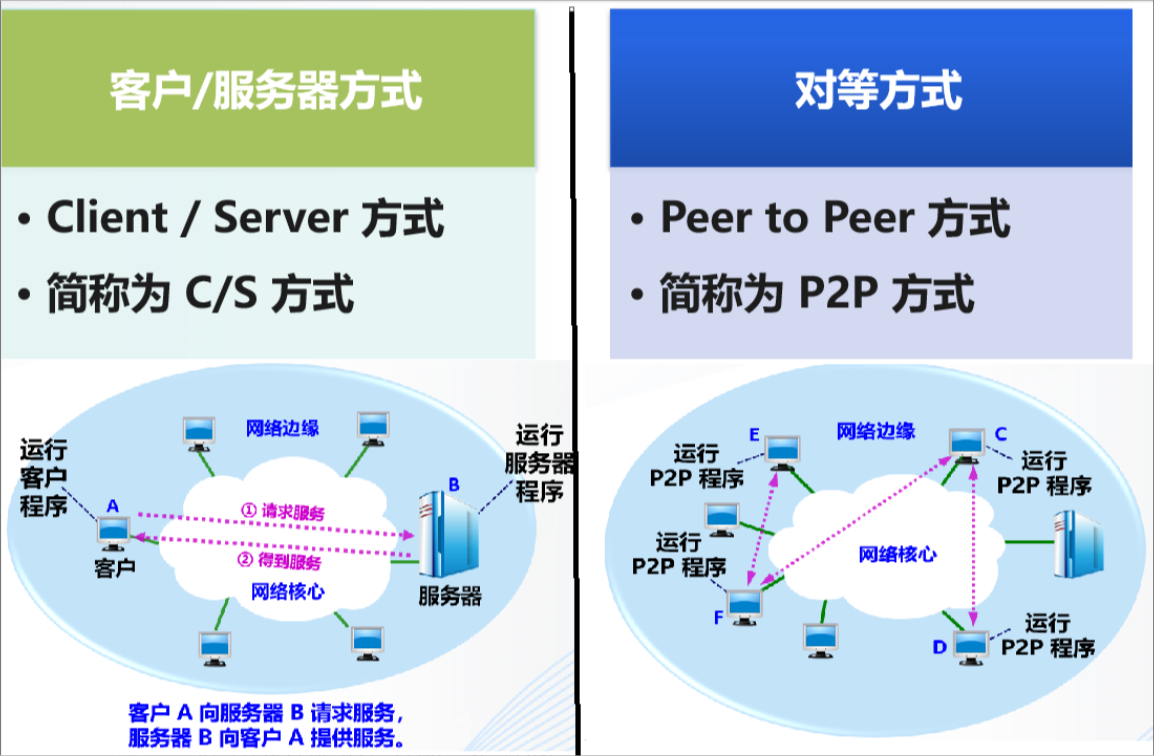 客户/服务器方式
• Client / Server 方式
• 简称为 C/S 方式
网络边缘
运行
客户
程序
A
客户
① 请求服务
② 得到服务
网络核心
B
运行
服务器
程序
服务器
客户 A 向服务器 B 请求服务，
服务器 B 向客户 A 提供服务。
对等方式
• Peer to Peer 方式
• 简称为 P2P 方式
网络边缘
E
运行
P2P 程序
C
运行
P2P 程序
运行
P2P 程序
F
网络核心
D
运行
P2P 程序